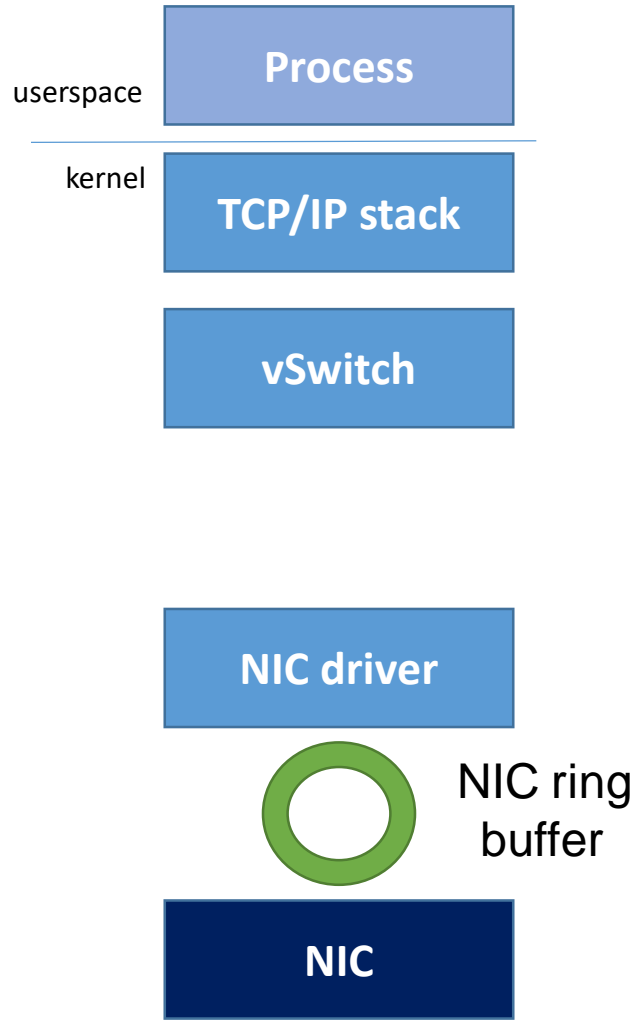 Process
userspace
kernel
TCP/IP stack
vSwitch
NIC driver
NIC ring
buffer
NIC